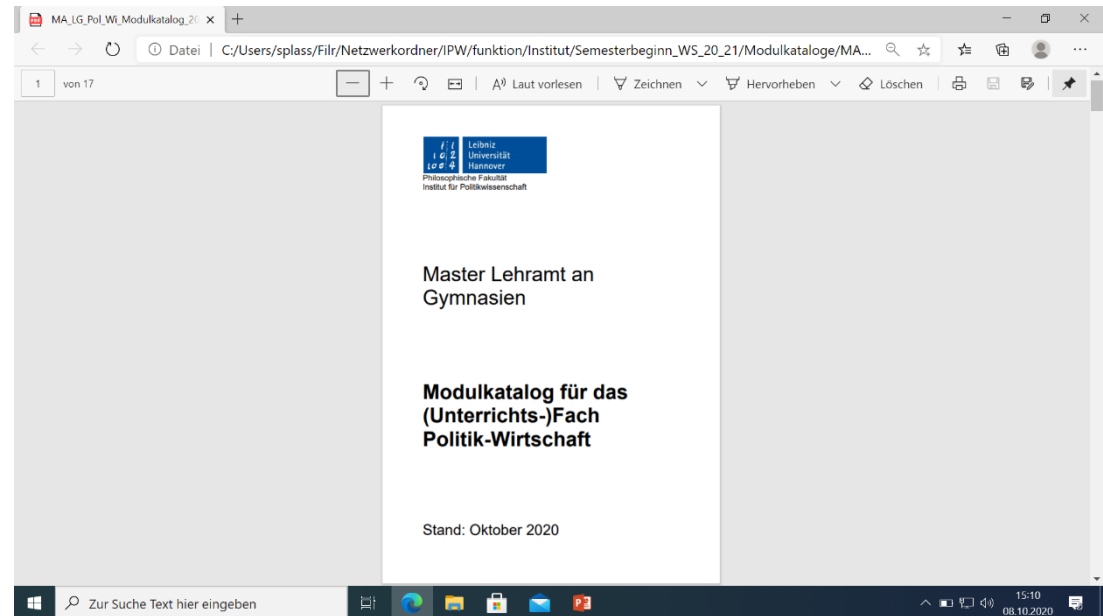 MA_LG_Pol_Wi_Modulkatalog_20
Datei | C:/Users/splass/Filr/Netzwerkordner/IPW/funktion/Institut/Semesterbeginn_WS_20_21/Modulkataloge/MA...
1 von 17 Laut vorlesen Zeichnen Hervorheben Löschen
Leibniz
Universität
Hannover
Philosophische Fakultät
Institut für Politikwissenschaft
Master Lehramt an
Gymnasien
Modulkatalog für das
(Unterrichts-)Fach
Politik-Wirtschaft
Stand: Oktober 2020
Zur Suche Text hier eingeben
15:10
08.10.2020